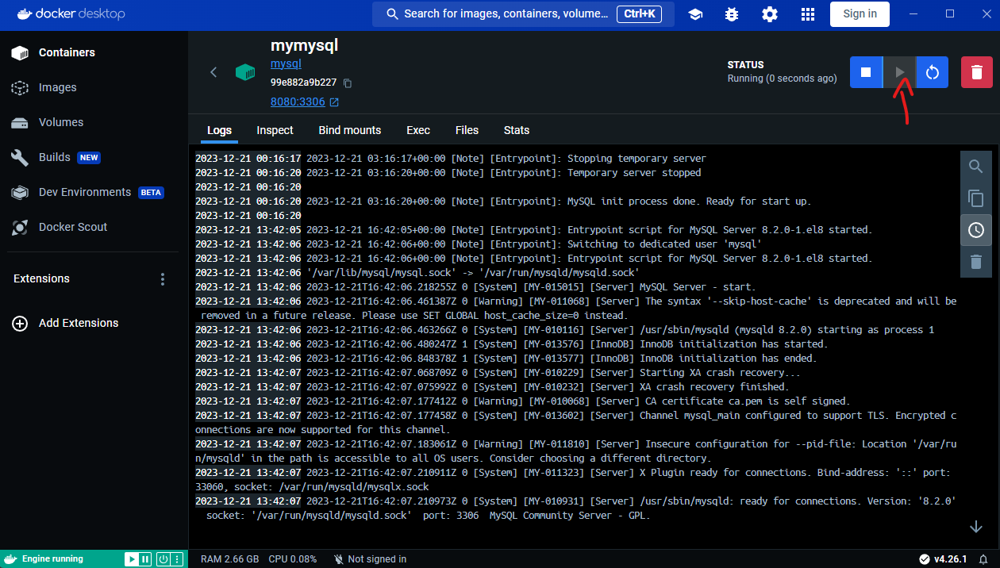 docker desktop
Search for images, containers, volume...
Ctrl+K
Sign in
Containers
Images
Volumes
Builds NEW
Dev Environments BETA
Docker Scout
Extensions
Add Extensions
mymysql
mysql
99e882a9b227
8080:3306
STATUS
Running (0 seconds ago)
Logs Inspect Bind mounts Exec Files Stats
2023-12-21 00:16:17 2023-12-21 03:16:17+00:00 [Note] [Entrypoint]: Stopping temporary server
2023-12-21 00:16:20 2023-12-21 03:16:20+00:00 [Note] [Entrypoint]: Temporary server stopped
2023-12-21 00:16:20
2023-12-21 00:16:20 2023-12-21 03:16:20+00:00 [Note] [Entrypoint]: MySQL init process done. Ready for start up.
2023-12-21 00:16:20
2023-12-21 13:42:05 2023-12-21 16:42:05+00:00 [Note] [Entrypoint]: Entrypoint script for MySQL Server 8.2.0-1.el8 started.
2023-12-21 13:42:06 2023-12-21 16:42:06+00:00 [Note] [Entrypoint]: Switching to dedicated user 'mysql'
2023-12-21 13:42:06 2023-12-21 16:42:06+00:00 [Note] [Entrypoint]: Entrypoint script for MySQL Server 8.2.0-1.el8 started.
2023-12-21 13:42:06 '/var/lib/mysql/mysql.sock' -> '/var/run/mysqld/mysqld.sock'
2023-12-21 13:42:06 2023-12-21T16:42:06.218255Z 0 [System] [MY-015015] [Server] MySQL Server - start.
2023-12-21 13:42:06 2023-12-21T16:42:06.461387Z 0 [Warning] [MY-011068] [Server] The syntax '--skip-host-cache' is deprecated and will be
removed in a future release. Please use SET GLOBAL host_cache_size=0 instead.
2023-12-21 13:42:06 2023-12-21T16:42:06.463266Z 0 [System] [MY-010116] [Server] /usr/sbin/mysqld (mysqld 8.2.0) starting as process 1
2023-12-21 13:42:06 2023-12-21T16:42:06.480247Z 1 [System] [MY-013576] [InnoDB] InnoDB initialization has started.
2023-12-21 13:42:06 2023-12-21T16:42:06.848378Z 1 [System] [MY-013577] [InnoDB] InnoDB initialization has ended.
2023-12-21 13:42:07 2023-12-21T16:42:07.068709Z 0 [System] [MY-010229] [Server] Starting XA crash recovery...
2023-12-21 13:42:07 2023-12-21T16:42:07.075992Z 0 [System] [MY-010232] [Server] XA crash recovery finished.
2023-12-21 13:42:07 2023-12-21T16:42:07.177412Z 0 [Warning] [MY-010068] [Server] CA certificate ca.pem is self signed.
2023-12-21 13:42:07 2023-12-21T16:42:07.177458Z 0 [System] [MY-013602] [Server] Channel mysql_main configured to support TLS. Encrypted c
onnections are now supported for this channel.
2023-12-21 13:42:07 2023-12-21T16:42:07.183061Z 0 [Warning] [MY-011810] [Server] Insecure configuration for --pid-file: Location '/var/ru
n/mysqld' in the path is accessible to all OS users. Consider choosing a different directory.
2023-12-21 13:42:07 2023-12-21T16:42:07.210911Z 0 [System] [MY-011323] [Server] X Plugin ready for connections. Bind-address: '::' port:
33060, socket: /var/run/mysqld/mysqlx.sock
2023-12-21 13:42:07 2023-12-21T16:42:07.210973Z 0 [System] [MY-010931] [Server] /usr/sbin/mysqld: ready for connections. Version: '8.2.0'
socket: '/var/run/mysqld/mysqld.sock'  port: 3306  MySQL Community Server - GPL.
Engine running
RAM 2.66 GB CPU 0.08% Not signed in
v4.26.1